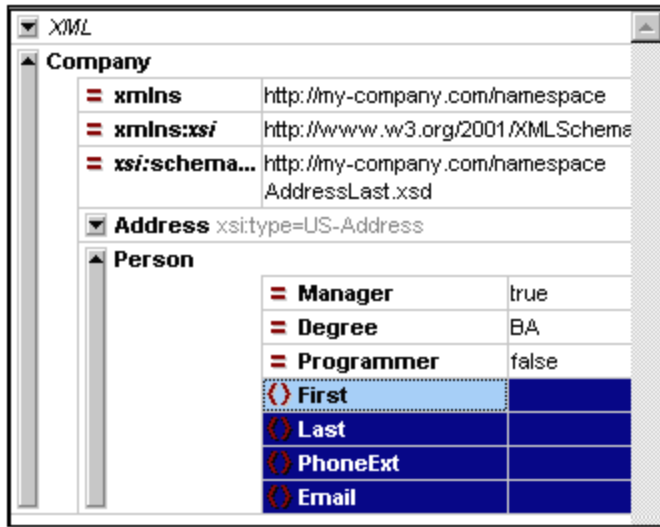 XML
Company
= xmlns http://my-company.com/namespace
= xmlns:xsi http://www.w3.org/2001/XMLSchema
= xsi:schema... http://my-company.com/namespace
AddressLast.xsd
Address xsi:type=US-Address
Person
= Manager true
= Degree BA
= Programmer false
() First
() Last
() PhoneExt
() Email